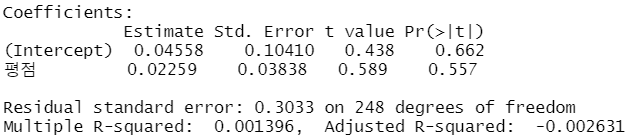 Coefficients:
Estimate Std. Error t value Pr(>|t|)
(Intercept) 0.04558 0.10410 0.438 0.662
평점 0.02259 0.03838 0.589 0.557
Residual standard error: 0.3033 on 248 degrees of freedom
Multiple R-squared: 0.001396, Adjusted R-squared: -0.002631